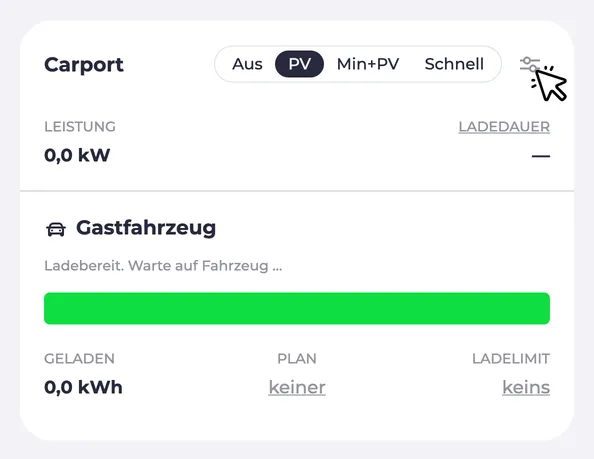 Carport Aus PV Min+PV Schnell
LEISTUNG LADEDAUER
0,0 kW —
Gastfahrzeug
Ladebereit. Warte auf Fahrzeug ...
GELADEN PLAN LADELIMIT
0,0 kWh keiner keins